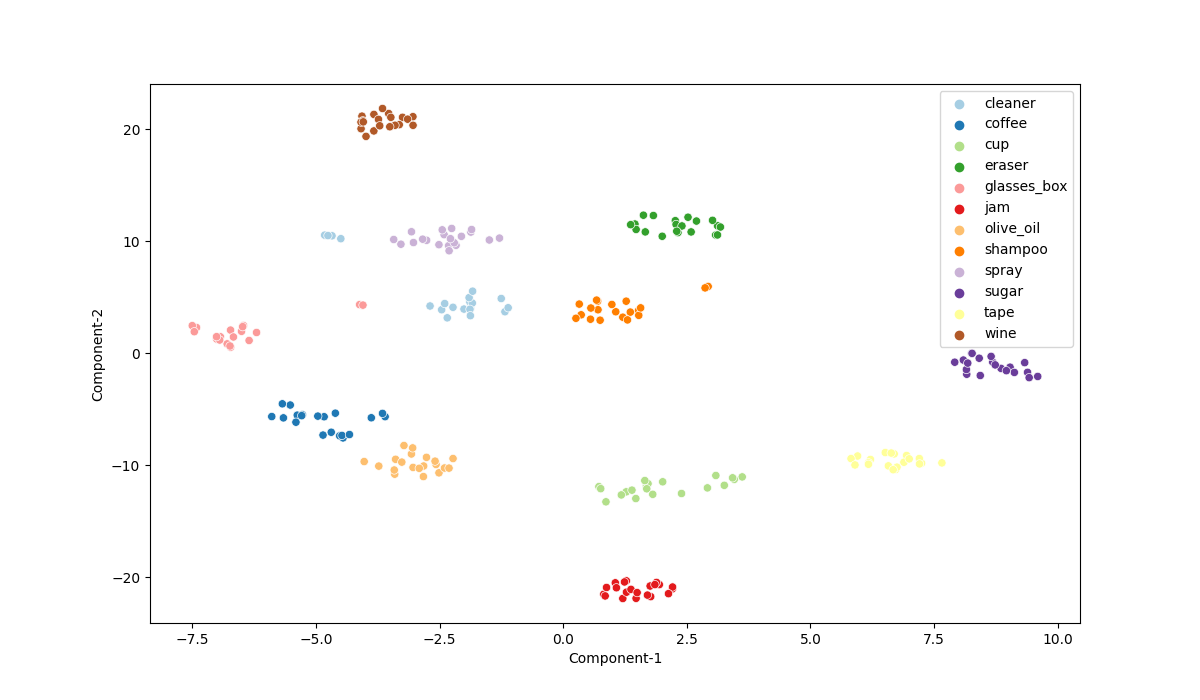 cleaner
coffee
cup
eraser
glasses_box
jam
olive_oil
shampoo
spray
sugar
tape
wine
20
10
0
−10
−20
Component-2
−7.5 −5.0 −2.5 0.0 2.5 5.0 7.5 10.0
Component-1